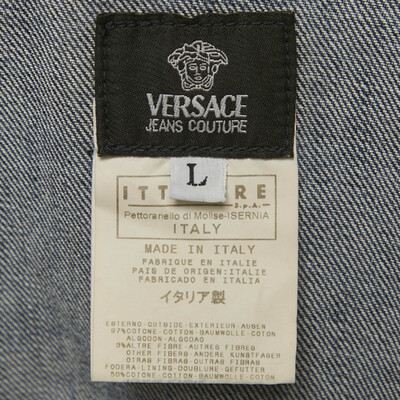 VERSACE
JEANS COUTURE
L
S.p.A.
Pettoranello di Molise-ISERNIA
ITALY
MADE IN ITALY
FABRIQUE EN ITALIE
PAIS DE ORIGEN:ITALIE
FABRICADO EN ITALIA
イタリア製
ESTERNO-OUTSIDE-EXTERIEUR-AUßEN
97%COTONE-COTTON-BAUMWOLLE-COTON
ALGODON-ALGODAO
3%ALTRE FIBRE-AUTRES FIBRES
OTHER FIBERS-ANDERE KUNSTFASER
OTRAS FIBRAS-OUTRAS FIBRAS
FODERA-LINING-DOUBLURE-GEFUTTER
50%COTONE-COTTON-BAUMWOLLE-COTON